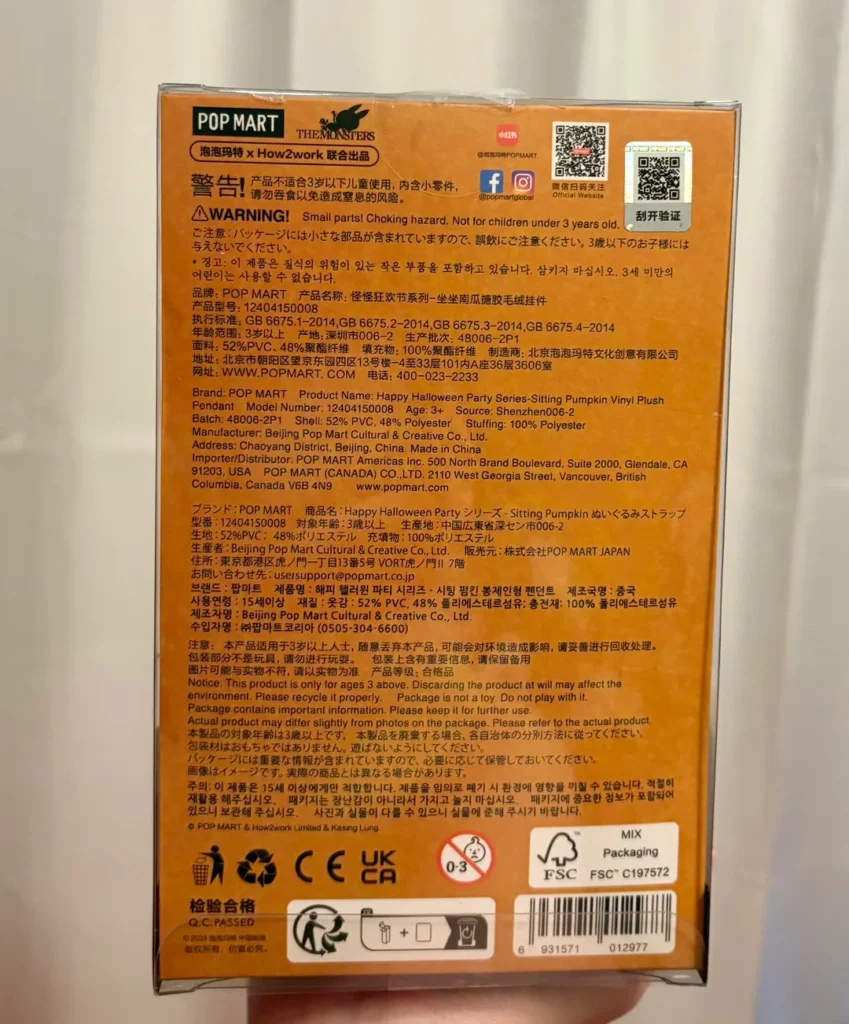 POP MART
THE MONSTERS
泡泡玛特 x How2work 联合出品
小红书
@泡泡玛特POPMART
@popmartglobal
微信扫码关注
Official Website
刮开验证
警告! 产品不适合3岁以下儿童使用，内含小零件，
请勿吞食以免造成窒息的风险。
⚠WARNING! Small parts! Choking hazard. Not for children under 3 years old.
ご注意：パッケージには小さな部品が含まれていますので、誤飲にご注意ください。3歳以下のお子様には
与えないでください。
* 경고: 이 제품은 질식의 위험이 있는 작은 부품을 포함하고 있습니다. 삼키지 마십시오. 3세 미만의
어린이는 사용할 수 없습니다.
品牌：POP MART 产品名称：怪怪狂欢节系列-坐坐南瓜搪胶毛绒挂件
产品型号：12404150008
执行标准：GB 6675.1-2014,GB 6675.2-2014,GB 6675.3-2014,GB 6675.4-2014
年龄范围：3岁以上 产地：深圳市006-2 生产批次：48006-2P1
面料：52%PVC、48%聚酯纤维 填充物：100%聚酯纤维 制造商：北京泡泡玛特文化创意有限公司
地址：北京市朝阳区望京东园四区13号楼-4至33层101内A座36层3606室
网址：WWW.POPMART.COM 电话：400-023-2233
Brand: POP MART Product Name: Happy Halloween Party Series-Sitting Pumpkin Vinyl Plush
Pendant Model Number: 12404150008 Age: 3+ Source: Shenzhen006-2
Batch: 48006-2P1 Shell: 52% PVC, 48% Polyester Stuffing: 100% Polyester
Manufacturer: Beijing Pop Mart Cultural & Creative Co., Ltd.
Address: Chaoyang District, Beijing, China. Made in China
Importer/Distributor: POP MART Americas Inc. 500 North Brand Boulevard, Suite 2000, Glendale, CA
91203, USA POP MART (CANADA) CO.,LTD. 2110 West Georgia Street, Vancouver, British
Columbia, Canada V6B 4N9 www.popmart.com
ブランド：POP MART 商品名：Happy Halloween Party シリーズ - Sitting Pumpkin ぬいぐるみストラップ
型番：12404150008 対象年齢：3歳以上 生産地：中国広東省深セン市006-2
生地：52%PVC； 48%ポリエステル 充填物：100%ポリエステル
生産者：Beijing Pop Mart Cultural & Creative Co., Ltd. 販売元：株式会社POP MART JAPAN
住所：東京都港区虎ノ門一丁目13番5号 VORT虎ノ門II 7階
お問い合わせ先：usersupport@popmart.co.jp
브랜드 : 팝마트 제품명 : 해피 핼러윈 파티 시리즈 - 시팅 펌킨 봉제인형 펜던트 제조국명 : 중국
사용연령 : 15세이상 재질 : 옷감 : 52% PVC, 48% 폴리에스테르섬유: 충전재: 100% 폴리에스테르섬유
제조자명 : Beijing Pop Mart Cultural & Creative Co., Ltd.
수입자명 : ㈜팝마트코리아 (0505-304-6600)
注意：本产品适用于3岁以上人士，随意丢弃本产品，可能会对环境造成影响，请妥善进行回收处理。
包装部分不是玩具，请勿进行玩耍。 包装上含有重要信息，请保留备用
图片可能与实物不符，请以实物为准 产品等级：合格品
Notice: This product is only for ages 3 above. Discarding the product at will may affect the
environment. Please recycle it properly. Package is not a toy. Do not play with it.
Package contains important information. Please keep it for further use.
Actual product may differ slightly from photos on the package. Please refer to the actual product.
本製品の対象年齢は3歳以上です。 本製品を廃棄する場合、各自治体の分別方法に従ってください。
包装材はおもちゃではありません。遊ばないようにしてください。
パッケージには重要な情報が含まれていますので、必要に応じて保管しておいてください。
画像はイメージです。実際の商品とは異なる場合があります。
주의: 이 제품은 15세 이상에게만 적합합니다. 제품을 임의로 폐기 시 환경에 영향을 끼칠 수 있습니다. 적절히
재활용 해주십시오. 패키지는 장난감이 아니라서 가지고 놀지 마십시오. 패키지에 중요한 정보가 포함되어
있으니 보관해 주십시오. 사진과 실물이 다를 수 있으니 실물에 준해 주시기 바랍니다.
© POP MART & How2work Limited & Kasing Lung
CE
UK
CA
0-3
FSC
MIX
Packaging
FSC™ C197572
检验合格
Q.C. PASSED
© 2024 泡泡玛特 中国制造
版权所有，仿冒必究。
FR
+
6 931571 012977